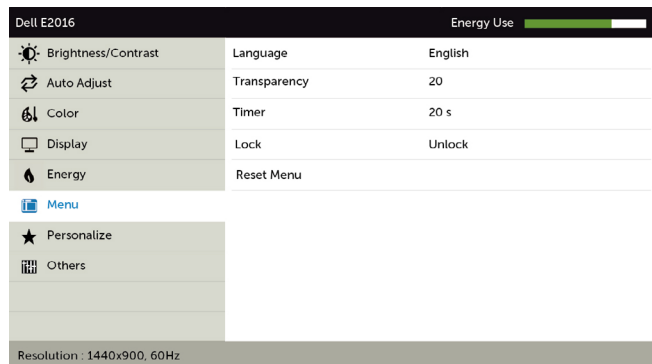 Dell E2016 Energy Use
Brightness/Contrast Language English
Auto Adjust Transparency 20
Color Timer 20 s
Display Lock Unlock
Energy Reset Menu
Menu
Personalize
Others
Resolution : 1440x900, 60Hz